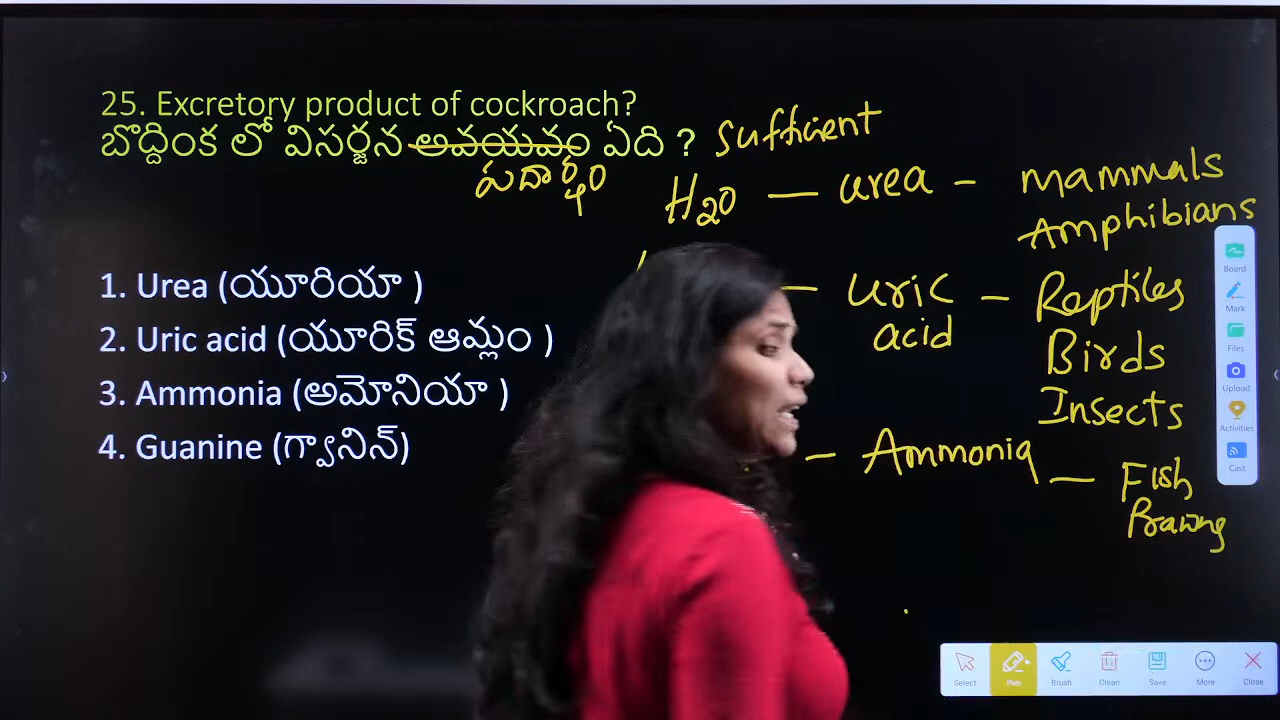 25. Excretory product of cockroach?
బొద్దింక లో విసర్జన అవయవం ఏది ?
పదార్థం
Sufficient
H20 — urea – mammals
Amphibians
1. Urea (యూరియా )
2. Uric acid (యూరిక్ ఆమ్లం )
3. Ammonia (అమోనియా )
4. Guanine (గ్వానిన్)
– uric acid – Reptiles
Birds
Insects
– Ammonia — Fish
Board
Mark
Files
Upload
Activities
Cast
Select
Pen
Brush
Clean
Save
More
Close